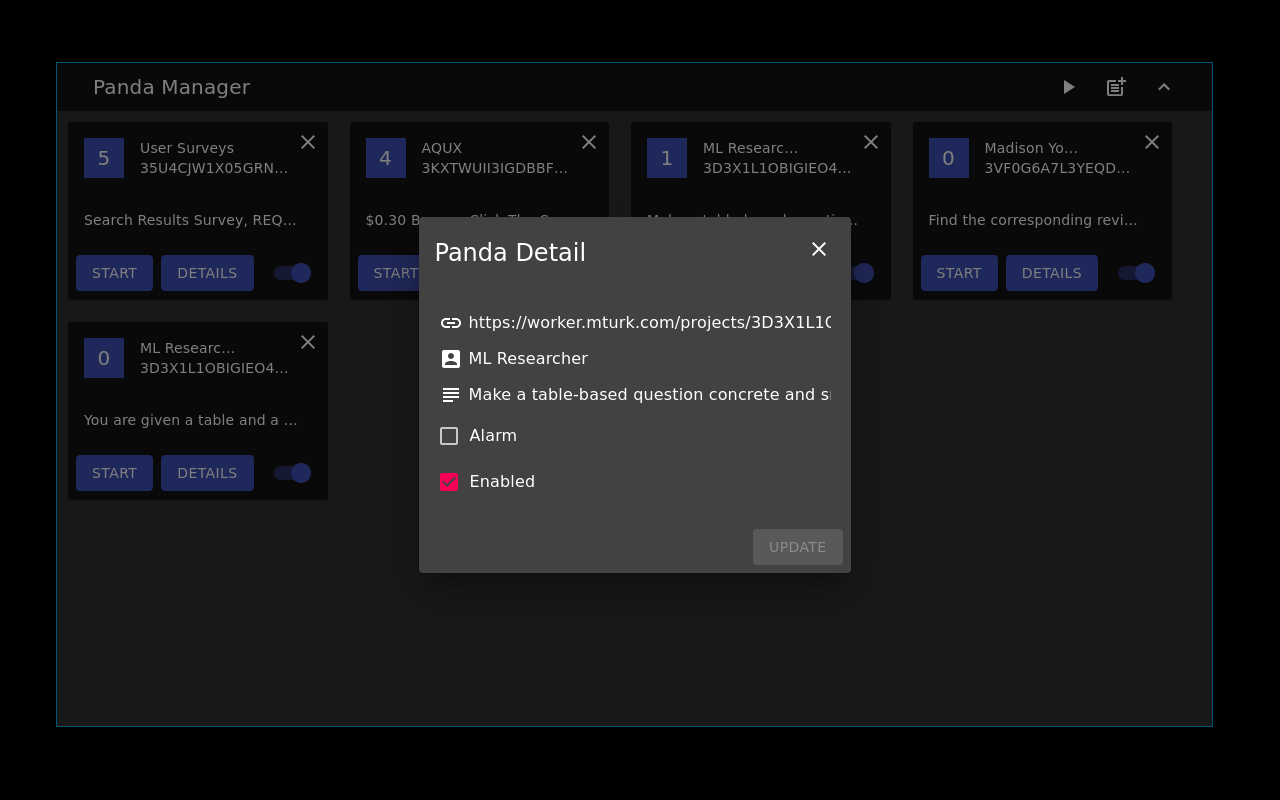 Panda Manager
5
User Surveys
35U4CJW1X05GRN...
Search Results Survey, REQ...
START
DETAILS
4
AQUX
3KXTWUII3IGDBBF...
$0.30 B
START
1
ML Researc...
3D3X1L1OBIGIEO4...
0
Madison Yo...
3VF0G6A7L3YEQD...
Find the corresponding revi...
START
DETAILS
0
ML Researc...
3D3X1L1OBIGIEO4...
You are given a table and a ...
START
DETAILS
Panda Detail
https://worker.mturk.com/projects/3D3X1L1O
ML Researcher
Make a table-based question concrete and s
Alarm
Enabled
UPDATE